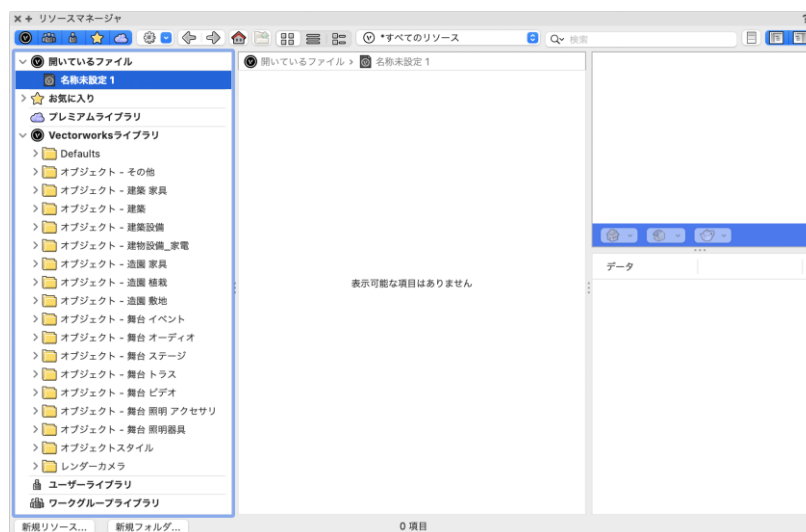 リソースマネージャ
*すべてのリソース
検索
開いているファイル
名称未設定 1
お気に入り
プレミアムライブラリ
Vectorworksライブラリ
Defaults
オブジェクト - その他
オブジェクト - 建築 家具
オブジェクト - 建築
オブジェクト - 建築設備
オブジェクト - 建物設備_家電
オブジェクト - 造園 家具
オブジェクト - 造園 植栽
オブジェクト - 造園 敷地
オブジェクト - 舞台 イベント
オブジェクト - 舞台 オーディオ
オブジェクト - 舞台 ステージ
オブジェクト - 舞台 トラス
オブジェクト - 舞台 ビデオ
オブジェクト - 舞台 照明 アクセサリ
オブジェクト - 舞台 照明器具
オブジェクトスタイル
レンダーカメラ
ユーザーライブラリ
ワークグループライブラリ
新規リソース... 新規フォルダ...
開いているファイル › 名称未設定 1
表示可能な項目はありません
0 項目
データ